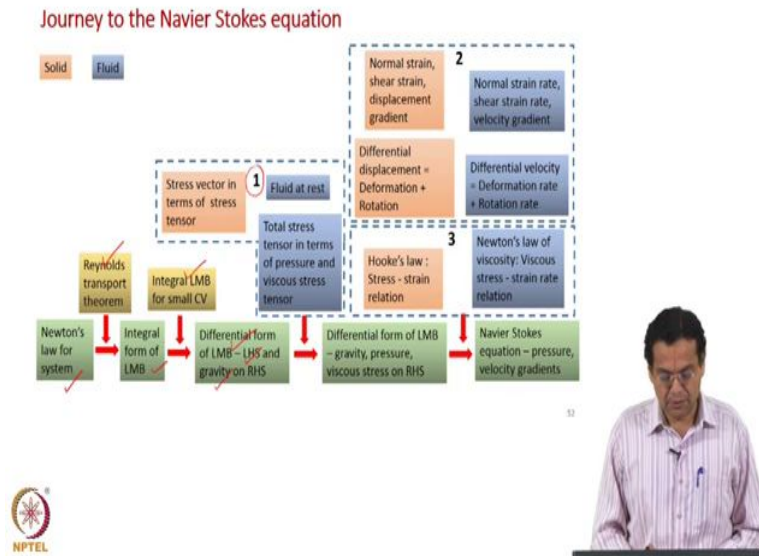 Journey to the Navier Stokes equation
Solid
Fluid
Normal strain,
shear strain,
displacement
gradient
2
Normal strain rate,
shear strain rate,
velocity gradient
Differential
displacement =
Deformation +
Rotation
Differential velocity
= Deformation rate
+ Rotation rate
Stress vector in
terms of stress
tensor
1
Fluid at rest
Total stress
tensor in terms
of pressure and
viscous stress
tensor
3
Hooke's law :
Stress - strain
relation
Newton's law of
viscosity: Viscous
stress - strain rate
relation
Reynolds
transport
theorem
Integral LMB
for small CV
Newton's
law for
system
Integral
form of
LMB
Differential form
of LMB – LHS and
gravity on RHS
Differential form of LMB
– gravity, pressure,
viscous stress on RHS
Navier Stokes
equation – pressure,
velocity gradients
NPTEL